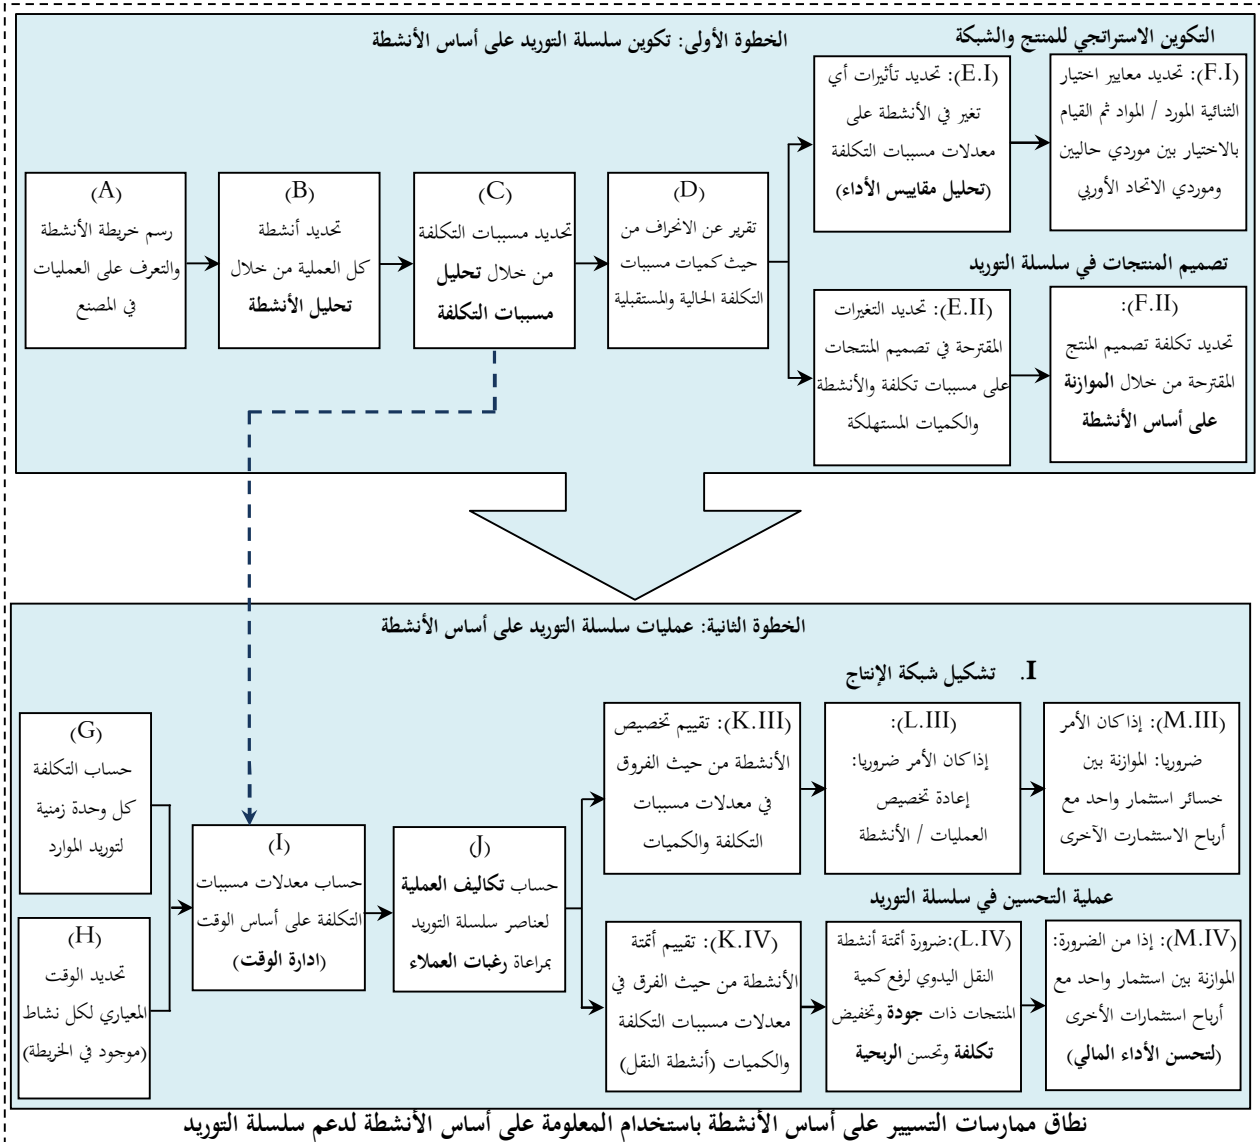 الخطوة الأولى: تكوين سلسلة التوريد على أساس الأنشطة
التكوين الاستراتجي للمنتج والشبكة
(A)
رسم خريطة الأنشطة
والتعرف على العمليات
في المصنع
(B)
تحديد أنشطة
كل العملية من خلال
تحليل الأنشطة
(C)
تحديد مسببات التكلفة
من خلال تحليل
مسببات التكلفة
(D)
تقرير عن الانحراف من
حيث كميات مسببات
التكلفة الحالية والمستقبلية
(E.I): تحديد تأثيرات أي
تغير في الأنشطة على
معدلات مسببات التكلفة
(تحليل مقاييس الأداء)
(F.I): تحديد معايير اختيار
الثنائية المورد / المواد ثم القيام
بالاختيار بين موردي حاليين
وموردي الاتحاد الأوربي
تصميم المنتجات في سلسلة التوريد
(E.II): تحديد التغيرات
المقترحة في تصميم المنتجات
على مسببات تكلفة والأنشطة
والكميات المستهلكة
(F.II):
تحديد تكلفة تصميم المنتج
المقترحة من خلال الموازنة
على أساس الأنشطة
الخطوة الثانية: عمليات سلسلة التوريد على أساس الأنشطة
I. تشكيل شبكة الإنتاج
(G)
حساب التكلفة
كل وحدة زمنية
لتوريد الموارد
(H)
تحديد الوقت
المعياري لكل نشاط
(موجود في الخريطة)
(I)
حساب معدلات مسببات
التكلفة على أساس الوقت
(ادارة الوقت)
(J)
حساب تكاليف العملية
لعناصر سلسلة التوريد
بمراعاة رغبات العملاء
(K.III): تقييم تخصيص
الأنشطة من حيث الفروق
في معدلات مسببات
التكلفة والكميات
(L.III):
إذا كان الأمر ضروريا:
إعادة تخصيص
العمليات / الأنشطة
(M.III): إذا كان الأمر
ضروريا: الموازنة بين
خسائر استثمار واحد مع
أرباح الاستثمارت الآخرى
عملية التحسين في سلسلة التوريد
(K.IV): تقييم أتمتة
الأنشطة من حيث الفرق في
معدلات مسببات التكلفة
والكميات (أنشطة النقل)
(L.IV):ضرورة أتمتة أنشطة
النقل اليدوي لرفع كمية
المنتجات ذات جودة وتخفيض
تكلفة وتحسن الربحية
(M.IV): إذا من الضرورة:
الموازنة بين استثمار واحد مع
أرباح استثمارات الأخرى
(لتحسن الأداء المالي)
نطاق ممارسات التسيير على أساس الأنشطة باستخدام المعلومة على أساس الأنشطة لدعم سلسلة التوريد